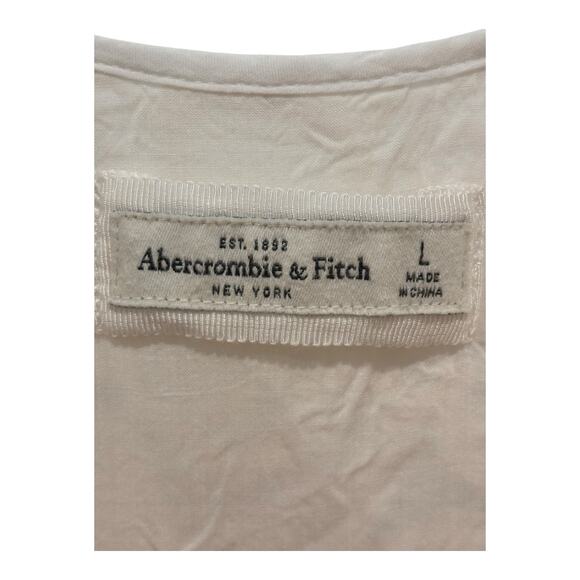 EST. 1892
Abercrombie & Fitch
NEW YORK
L
MADE
IN CHINA